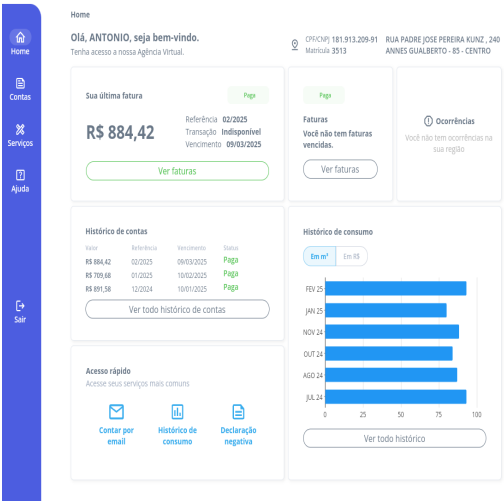 Home
Olá, ANTONIO, seja bem-vindo.
Tenha acesso a nossa Agência Virtual.
CPF/CNPJ 181.913.209-91
Matrícula 3513
RUA PADRE JOSE PEREIRA KUNZ , 240
ANNES GUALBERTO - 85 - CENTRO
Home
Contas
Serviços
Ajuda
Sair
Sua última fatura
Paga
R$ 884,42
Referência 02/2025
Transação Indisponível
Vencimento 09/03/2025
Ver faturas
Paga
Faturas
Você não tem faturas
vencidas.
Ver faturas
Ocorrências
Você não tem ocorrências na
sua região
Histórico de contas
Valor Referência Vencimento Status
R$ 884,42 02/2025 09/03/2025 Paga
R$ 709,68 01/2025 10/02/2025 Paga
R$ 891,58 12/2024 10/01/2025 Paga
Ver todo histórico de contas
Acesso rápido
Acesse seus serviços mais comuns
Contar por
email
Histórico de
consumo
Declaração
negativa
Histórico de consumo
Em m³
Em R$
FEV 25
JAN 25
NOV 24
OUT 24
AGO 24
JUL 24
0 25 50 75 100
Ver todo histórico